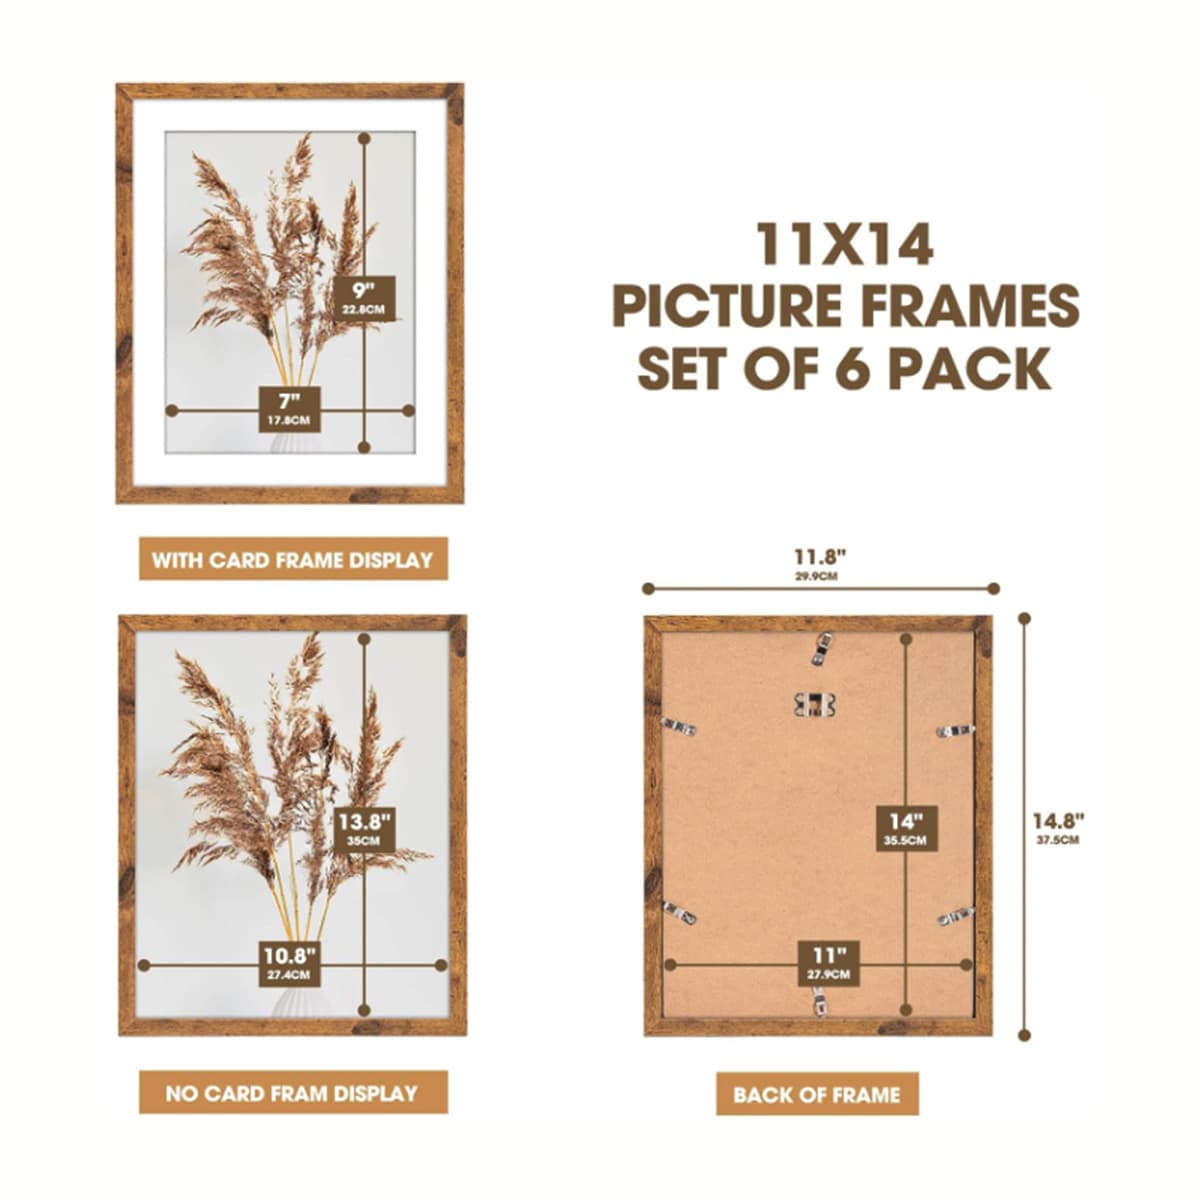 11X14
PICTURE FRAMES
SET OF 6 PACK
9"
22.8CM
7"
17.8CM
WITH CARD FRAME DISPLAY
13.8"
35CM
10.8"
27.4CM
NO CARD FRAM DISPLAY
11.8"
29.9CM
14.8"
37.5CM
14"
35.5CM
11"
27.9CM
BACK OF FRAME